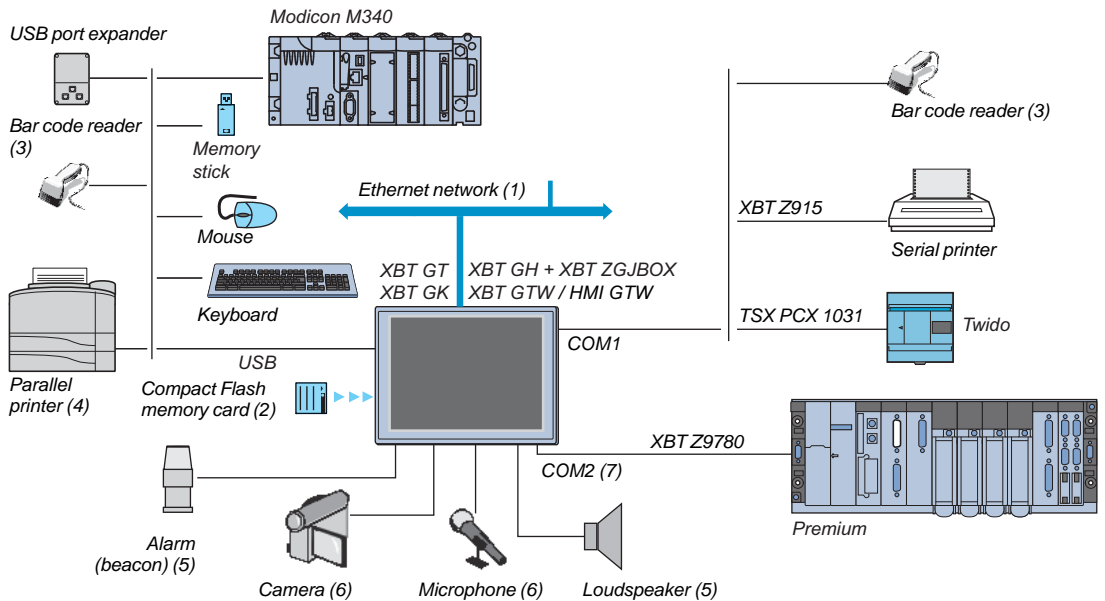 Modicon M340
USB port expander
Bar code reader
(3)
Memory
stick
Mouse
Keyboard
Parallel
printer (4)
USB
Compact Flash
memory card (2)
Ethernet network (1)
XBT GT
XBT GK
XBT GH + XBT ZGJBOX
XBT GTW / HMI GTW
COM1
COM2 (7)
Bar code reader (3)
XBT Z915
Serial printer
TSX PCX 1031
Twido
XBT Z9780
Premium
Alarm
(beacon) (5)
Camera (6)
Microphone (6)
Loudspeaker (5)